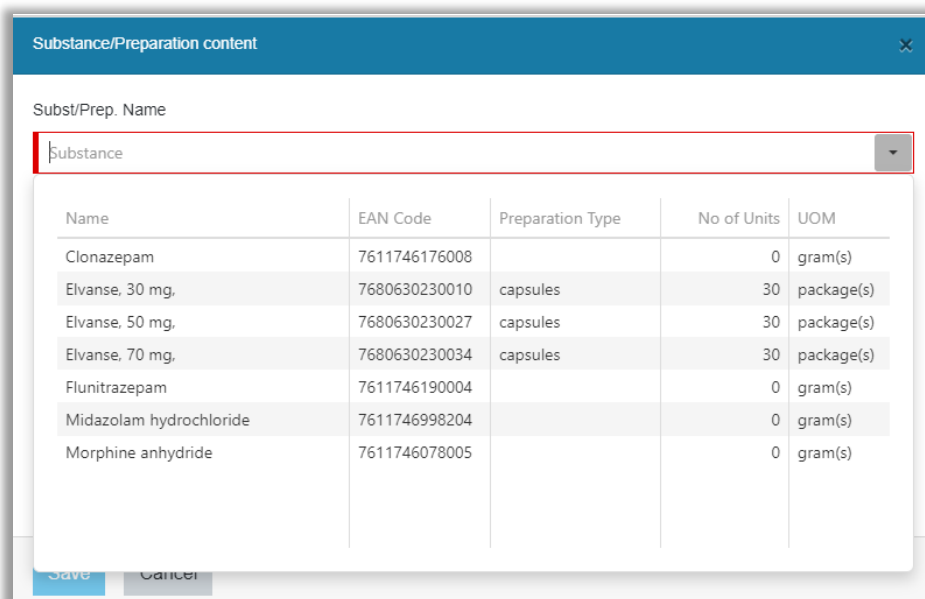 Substance/Preparation content ×
Subst/Prep. Name
Substance
Name EAN Code Preparation Type No of Units UOM
Clonazepam 7611746176008 0 gram(s)
Elvanse, 30 mg, 7680630230010 capsules 30 package(s)
Elvanse, 50 mg, 7680630230027 capsules 30 package(s)
Elvanse, 70 mg, 7680630230034 capsules 30 package(s)
Flunitrazepam 7611746190004 0 gram(s)
Midazolam hydrochloride 7611746998204 0 gram(s)
Morphine anhydride 7611746078005 0 gram(s)
Save Cancel